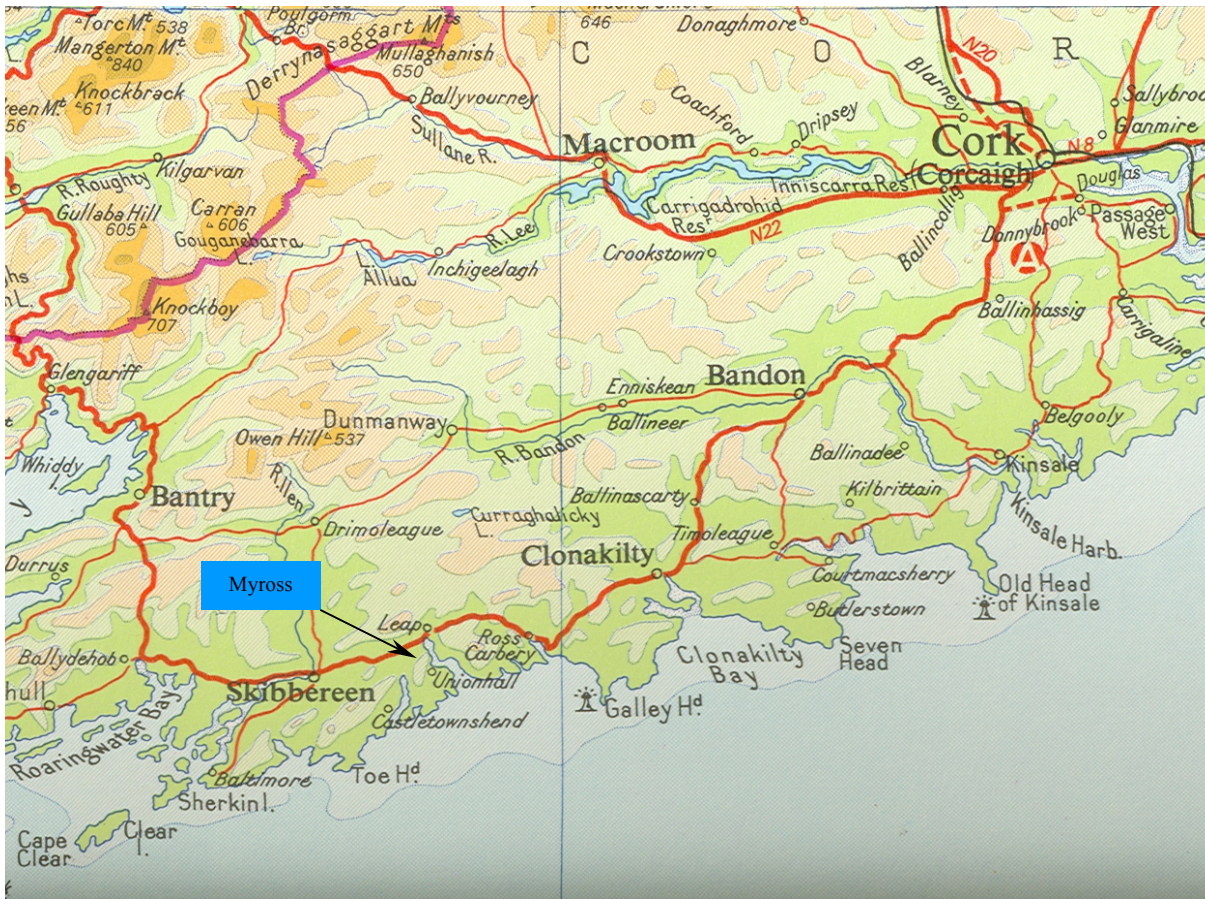 Torc Mt 538
Poulgorm
Br.
646
Donaghmore
C
O
R
N20
Mangerton Mt
840
Derrynasaggart Mts
Mullaghanish
650
Knockbrack
611
56
Ballyvourney
Sullane R.
Blarney
Sallybroo
Glanmire
Coachford
Dripsey
Macroom
Cork
(Corcaigh)
N8
Kilgarvan
R. Roughty
Inniscarra Res.
Douglas
Gullaba Hill
605
Carran
606
Carrigadrohid
Res.
N22
Ballincollig
Donnybrook
Passage
West
Gouganebarra
L.
R. Lee
L.
Allua
Inchigeelagh
Crookstown
A
Knockboy
707
Ballinhassig
Carrigaline
Glengariff
Enniskean
Bandon
Ballineer
Dunmanway
Owen Hill 537
R. Bandon
Belgooly
Whiddy
I.
Ballinadee
Kinsale
Bantry
R. Ilen
Ballinascarty
Kilbrittain
Drimoleague
Curraghalicky
L.
Kinsale Harb.
Timoleague
Durrus
Clonakilty
Courtmacsherry
Myross
Old Head
of Kinsale
Butlerstown
Leap
Ross
Carbery
Seven
Head
Ballydehob
Clonakilty
Bay
Unionhall
hull
Skibbereen
Galley Hd.
Castletownshend
Roaringwater Bay
Baltimore
Toe Hd.
Sherkin I.
Cape
Clear
Clear
I.